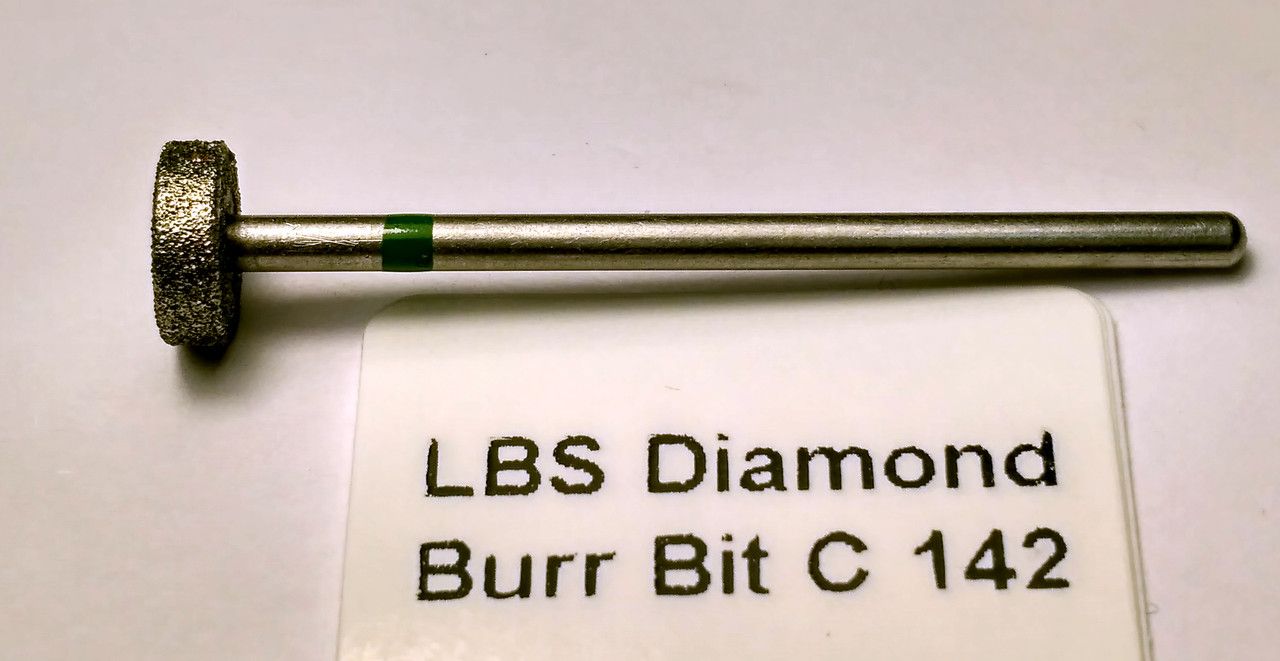 LBS Diamond
Burr Bit C 142